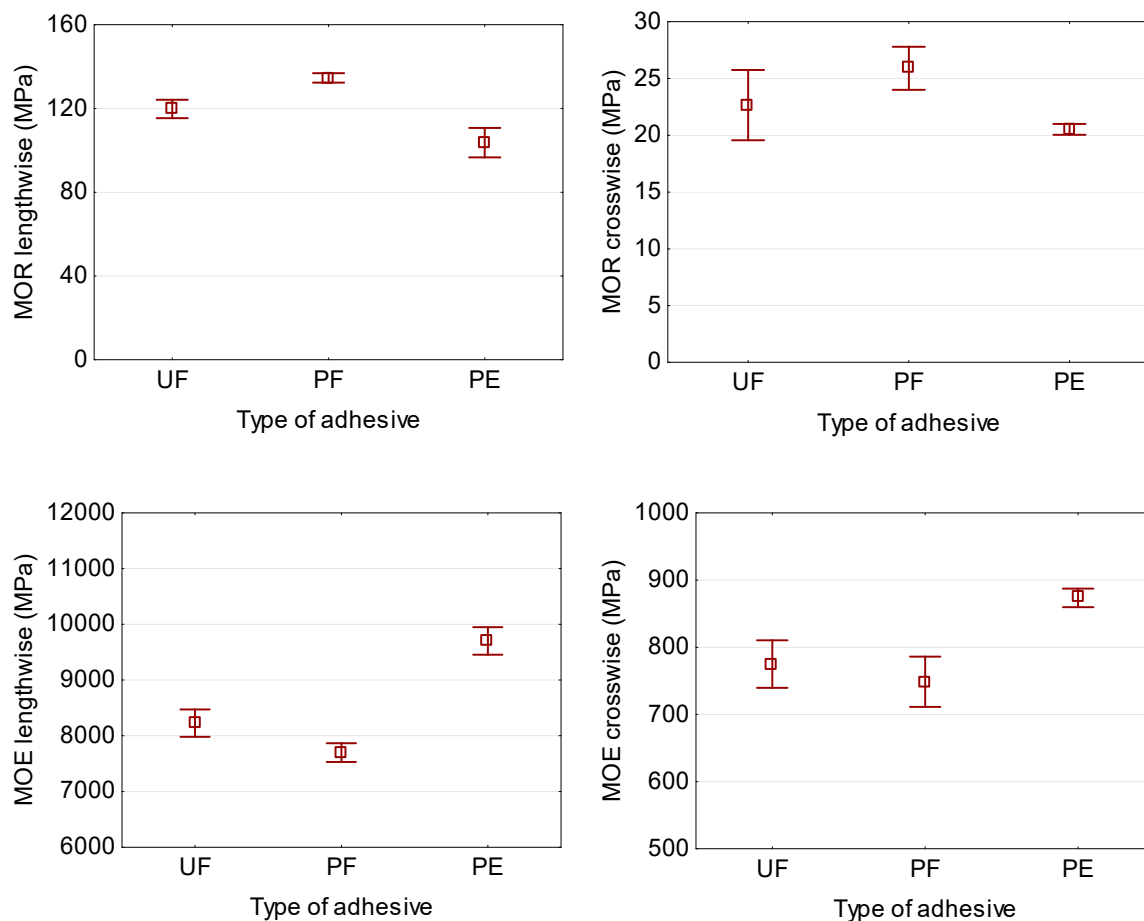 MOR lengthwise (MPa)
160
120
80
40
0
UF PF PE
Type of adhesive
MOR crosswise (MPa)
30
25
20
15
10
5
0
UF PF PE
Type of adhesive
MOE lengthwise (MPa)
12000
11000
10000
9000
8000
7000
6000
UF PF PE
Type of adhesive
MOE crosswise (MPa)
1000
900
800
700
600
500
UF PF PE
Type of adhesive